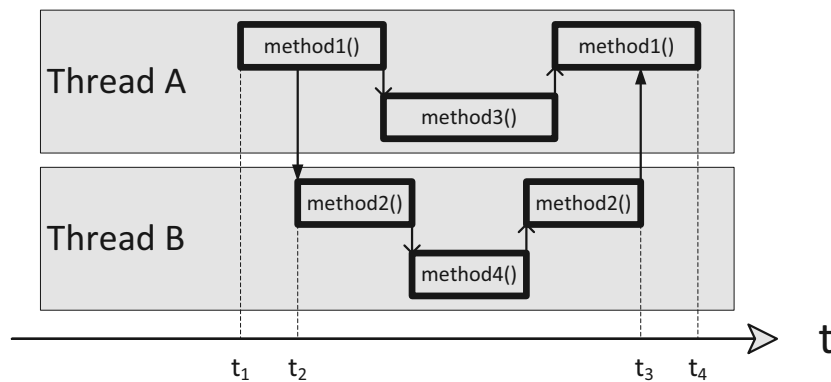 method1() method1()
Thread A
method3()
method2() method2()
Thread B
method4()
t
t1 t2 t3 t4